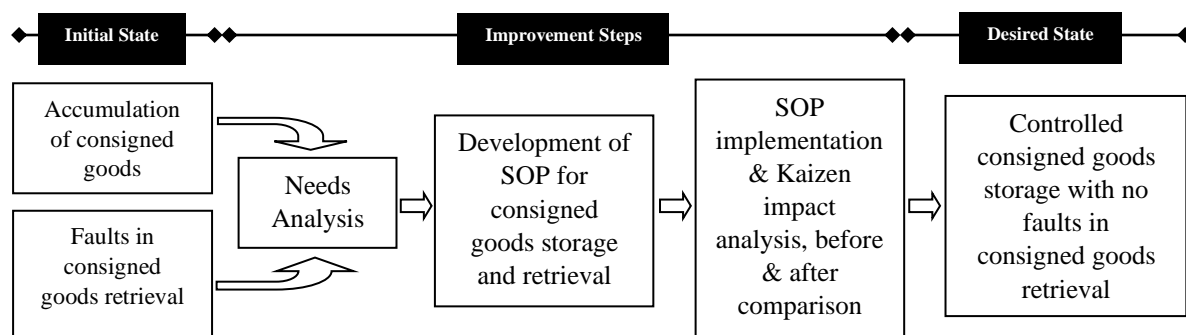 Initial State
Improvement Steps
Desired State
Accumulation
of consigned
goods
Faults in
consigned
goods retrieval
Needs
Analysis
Development of
SOP for
consigned
goods storage
and retrieval
SOP
implementation
& Kaizen
impact
analysis, before
& after
comparison
Controlled
consigned goods
storage with no
faults in
consigned goods
retrieval